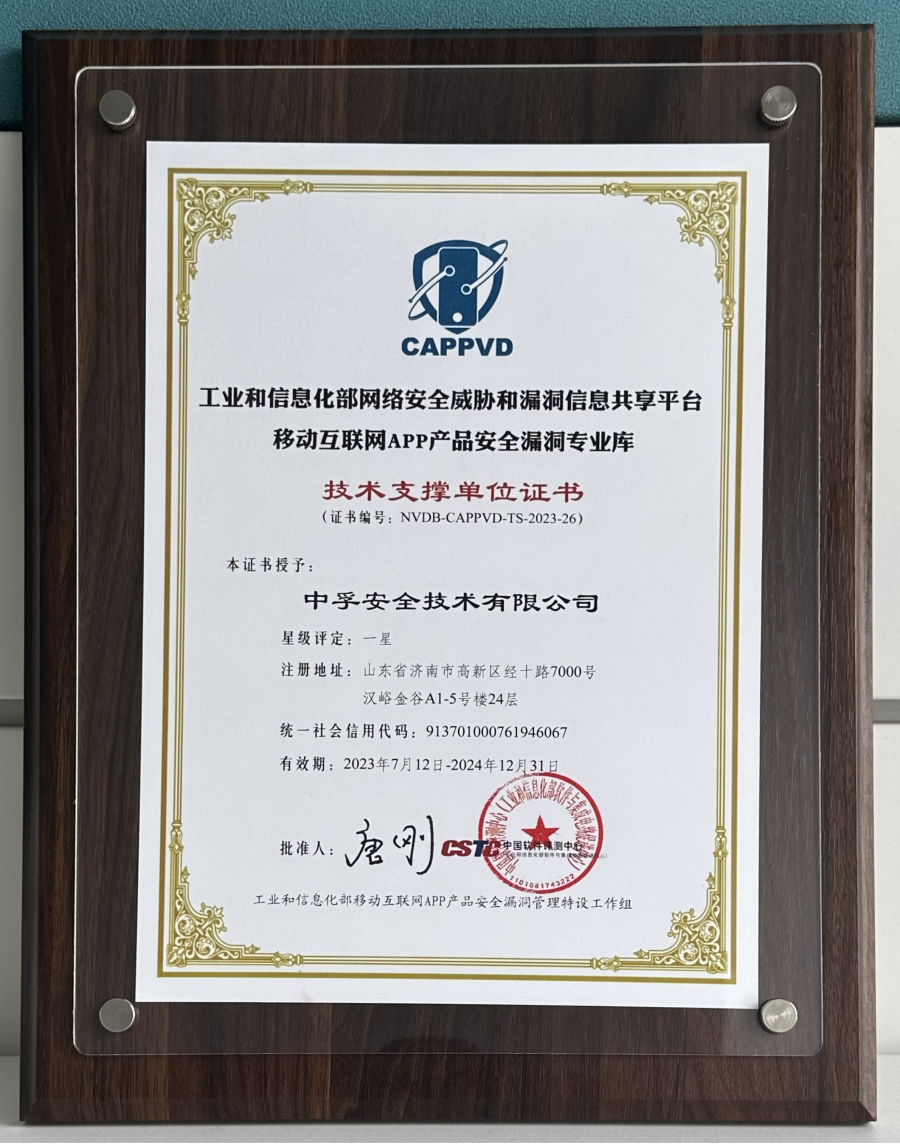 CAPPVD
工业和信息化部网络安全威胁和漏洞信息共享平台
移动互联网APP产品安全漏洞专业库
技术支撑单位证书
（证书编号：NVDB-CAPPVD-TS-2023-26）
本证书授予：
中孚安全技术有限公司
星级评定：一星
注册地址：山东省济南市高新区经十路7000号
汉峪金谷A1-5号楼24层
统一社会信用代码：913701000761946067
有效期：2023年7月12日-2024年12月31日
批准人：唐刚
CSTC 中国软件评测中心
1101081743222
工业和信息化部移动互联网APP产品安全漏洞管理特设工作组